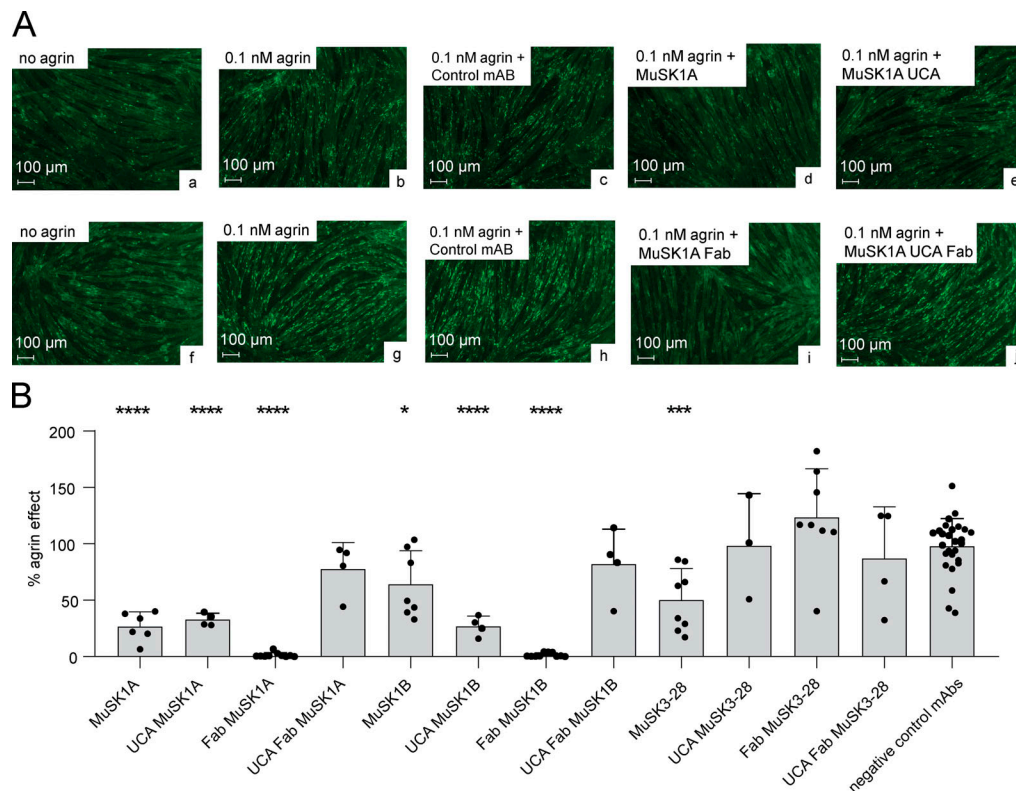 A
no agrin
100 µm
a
0.1 nM agrin
100 µm
b
0.1 nM agrin +
Control mAB
100 µm
c
0.1 nM agrin +
MuSK1A
100 µm
d
0.1 nM agrin +
MuSK1A UCA
100 µm
e
no agrin
100 µm
f
0.1 nM agrin
100 µm
g
0.1 nM agrin +
Control mAB
100 µm
h
0.1 nM agrin +
MuSK1A Fab
100 µm
i
0.1 nM agrin +
MuSK1A UCA Fab
100 µm
j
B
**** **** **** * **** **** ***
% agrin effect
200
150
100
50
0
MuSK1A
UCA MuSK1A
Fab MuSK1A
UCA Fab MuSK1A
MuSK1B
UCA MuSK1B
Fab MuSK1B
UCA Fab MuSK1B
MuSK3-28
UCA MuSK3-28
Fab MuSK3-28
UCA Fab MuSK3-28
negative control mAbs